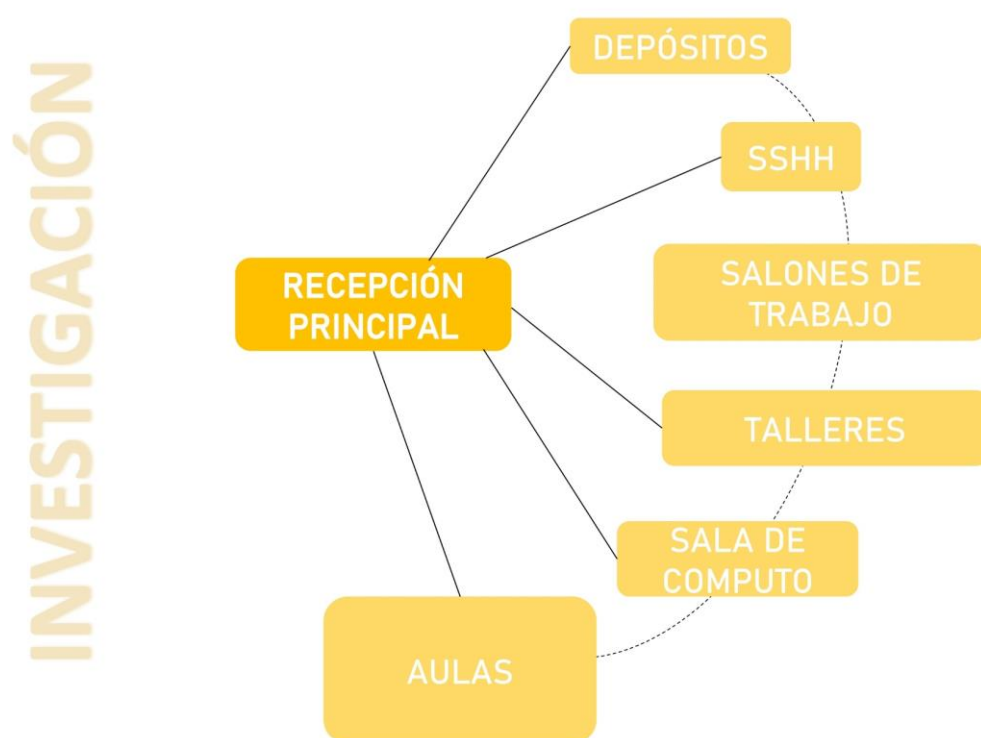 INVESTIGACIÓN
DEPÓSITOS
SSHH
RECEPCIÓN
PRINCIPAL
SALONES DE
TRABAJO
TALLERES
SALA DE
COMPUTO
AULAS